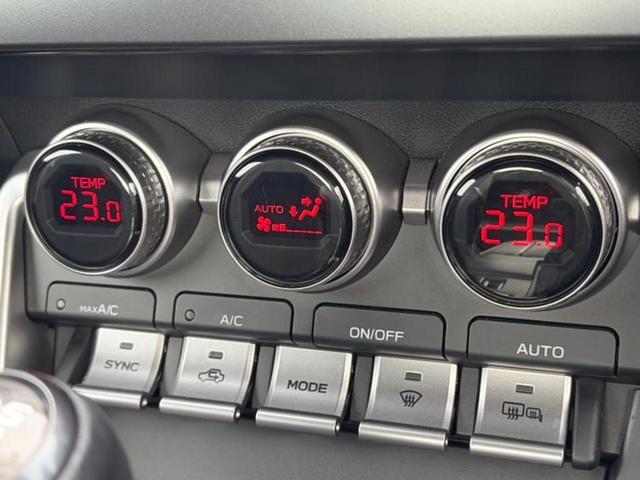 TEMP
23.0
AUTO
TEMP
23.0
MAX A/C
A/C
ON/OFF
AUTO
SYNC
MODE